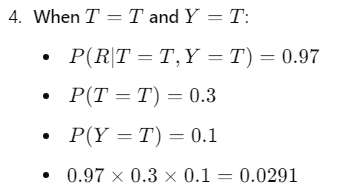 4. When T = T and Y = T:
• P(R|T = T, Y = T) = 0.97
• P(T = T) = 0.3
• P(Y = T) = 0.1
• 0.97 × 0.3 × 0.1 = 0.0291